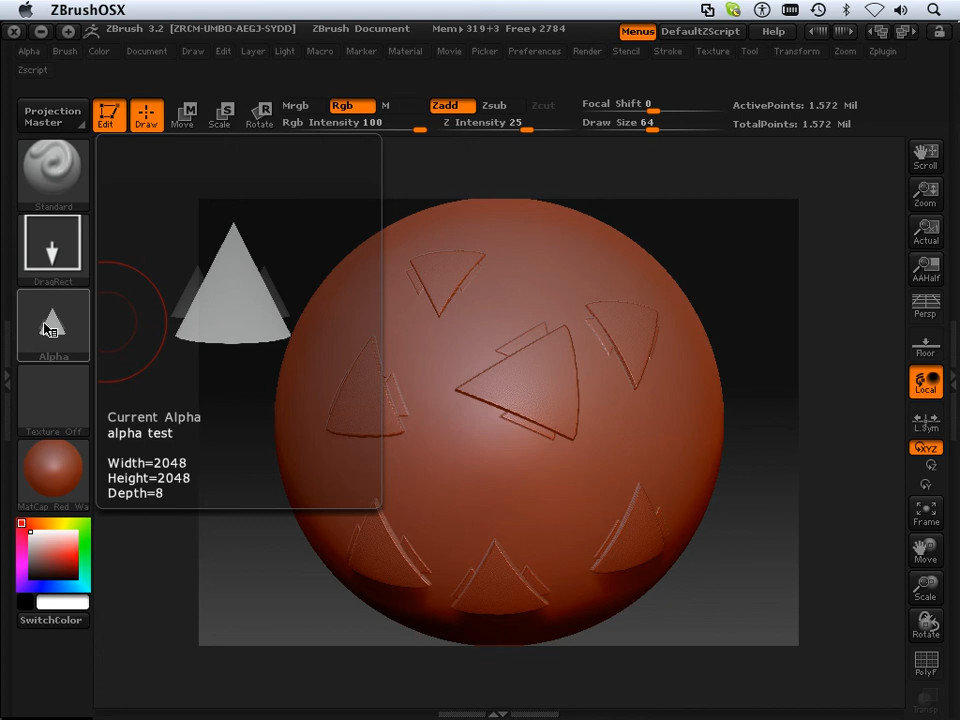 ZBrushOSX
ZBrush 3.2 [ZRCM-UMBO-AEGJ-SYDD] ZBrush Document Mem▸319+3 Free▸2784 Menus DefaultZScript Help
Alpha Brush Color Document Draw Edit Layer Light Macro Marker Material Movie Picker Preferences Render Stencil Stroke Texture Tool Transform Zoom Zplugin
Zscript
Projection Master
Edit Draw Move Scale Rotate
Mrgb Rgb M
Rgb Intensity 100
Zadd Zsub Zcut
Z Intensity 25
Focal Shift 0
Draw Size 64
ActivePoints: 1.572 Mil
TotalPoints: 1.572 Mil
Standard
DragRect
Alpha
Texture Off
MatCap Red Wa
SwitchColor
Current Alpha
alpha test
Width=2048
Height=2048
Depth=8
Scroll
Zoom
Actual
AAHalf
Persp
Floor
Local
L.Sym
XYZ
Z
Y
Frame
Move
Scale
Rotate
PolyF
Transp